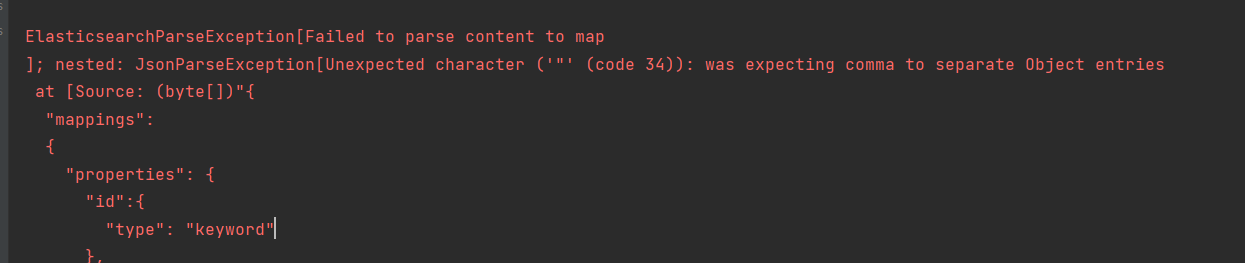 ElasticsearchParseException[Failed to parse content to map
]; nested: JsonParseException[Unexpected character ('"' (code 34)): was expecting comma to separate Object entries
 at [Source: (byte[])"{
  "mappings":
  {
    "properties": {
      "id":{
        "type": "keyword"
      },